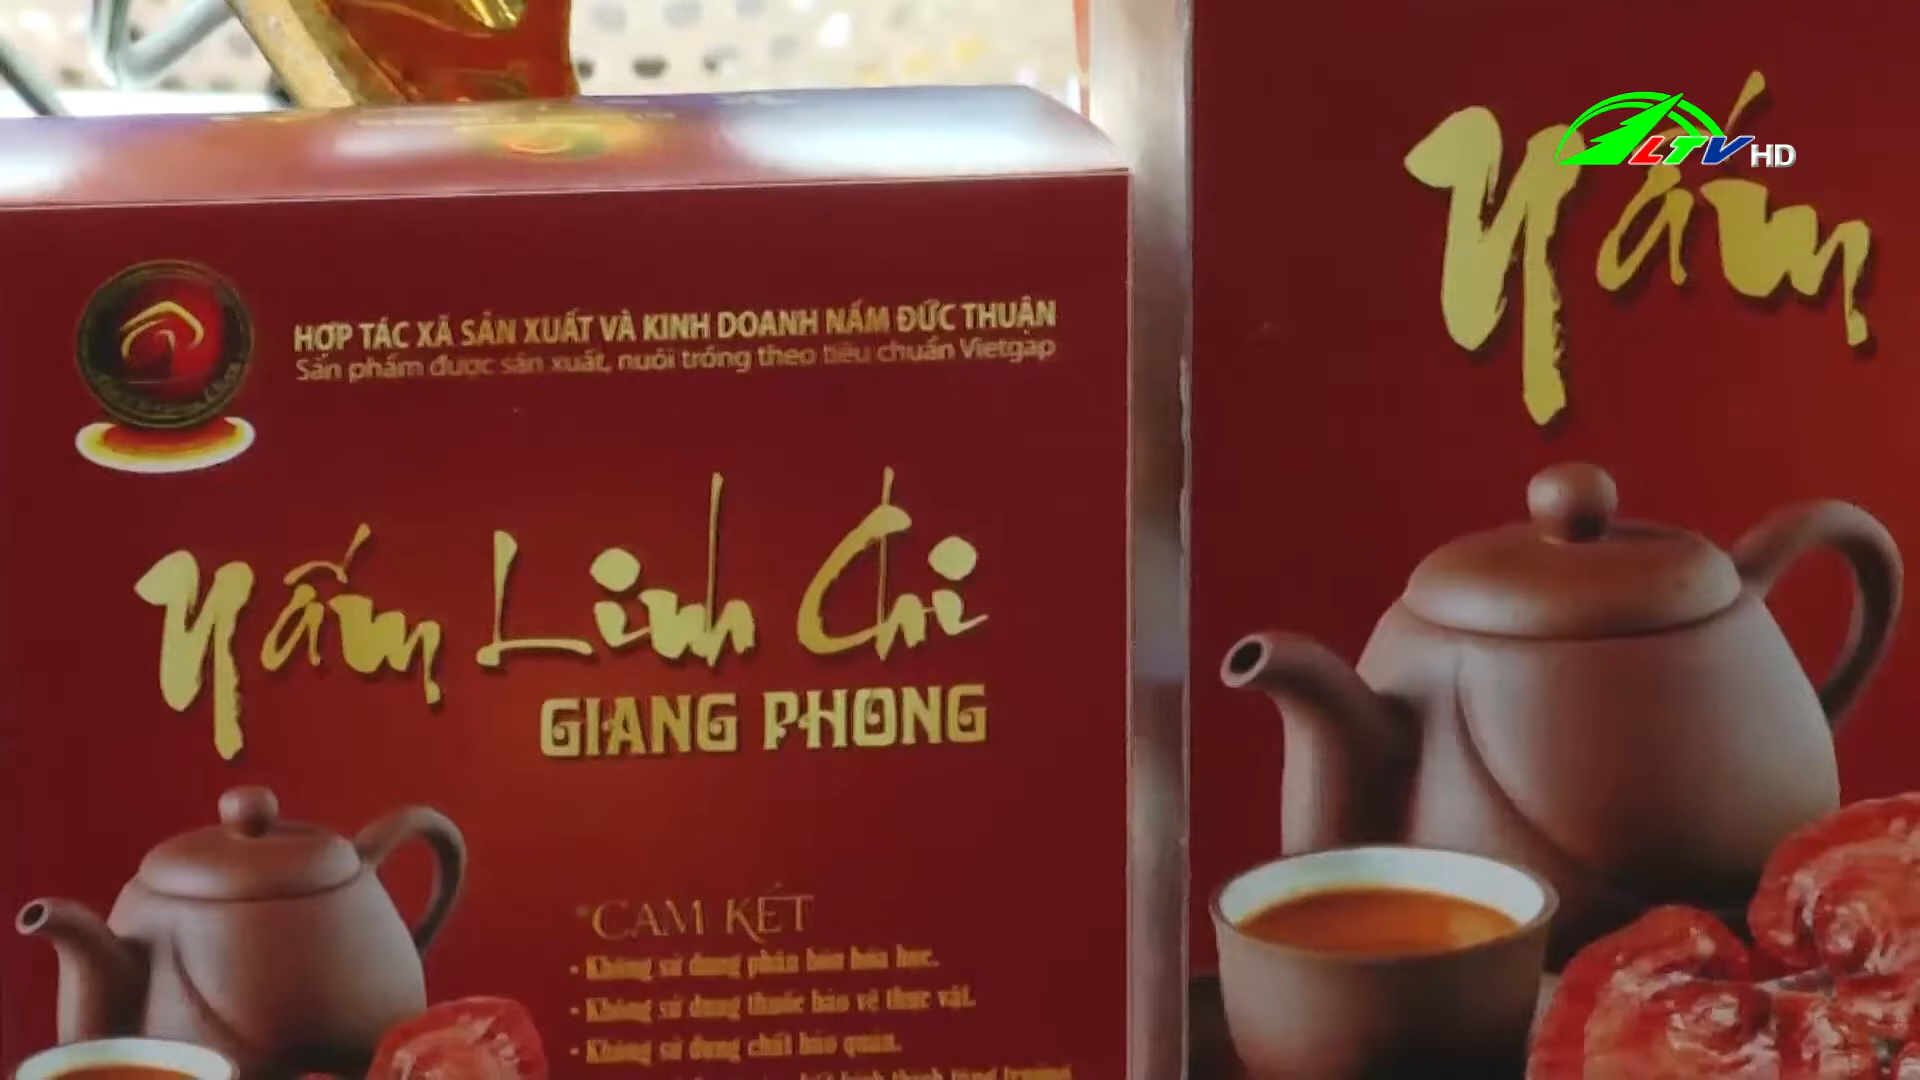 LTV HD
HỢP TÁC XÃ SẢN XUẤT VÀ KINH DOANH NẤM ĐỨC THUẬN
Sản phẩm được sản xuất, nuôi trồng theo tiêu chuẩn Vietgap
Nấm Linh Chi
GIANG PHONG
*CAM KẾT
- Không sử dụng phân bón hóa học.
- Không sử dụng thuốc bảo vệ thực vật.
- Không sử dụng chất bảo quản.
Nấm